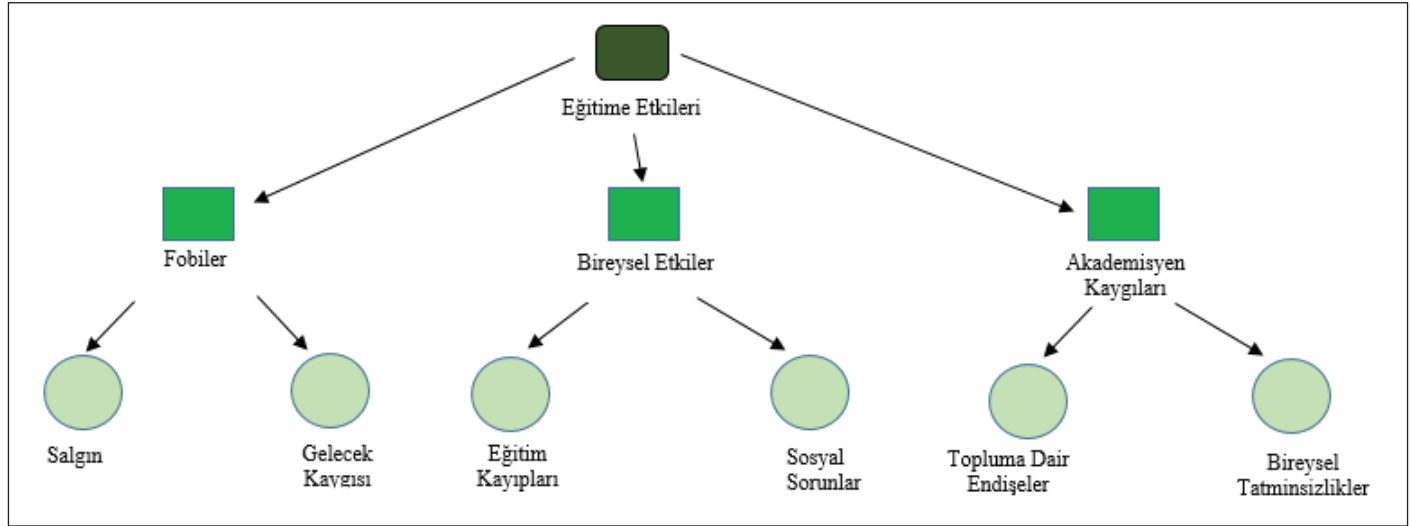 Eğitime Etkileri
Fobiler
Bireysel Etkiler
Akademisyen
Kaygıları
Salgın
Gelecek
Kaygısı
Eğitim
Kayıpları
Sosyal
Sorunlar
Topluma Dair
Endişeler
Bireysel
Tatminsizlikler